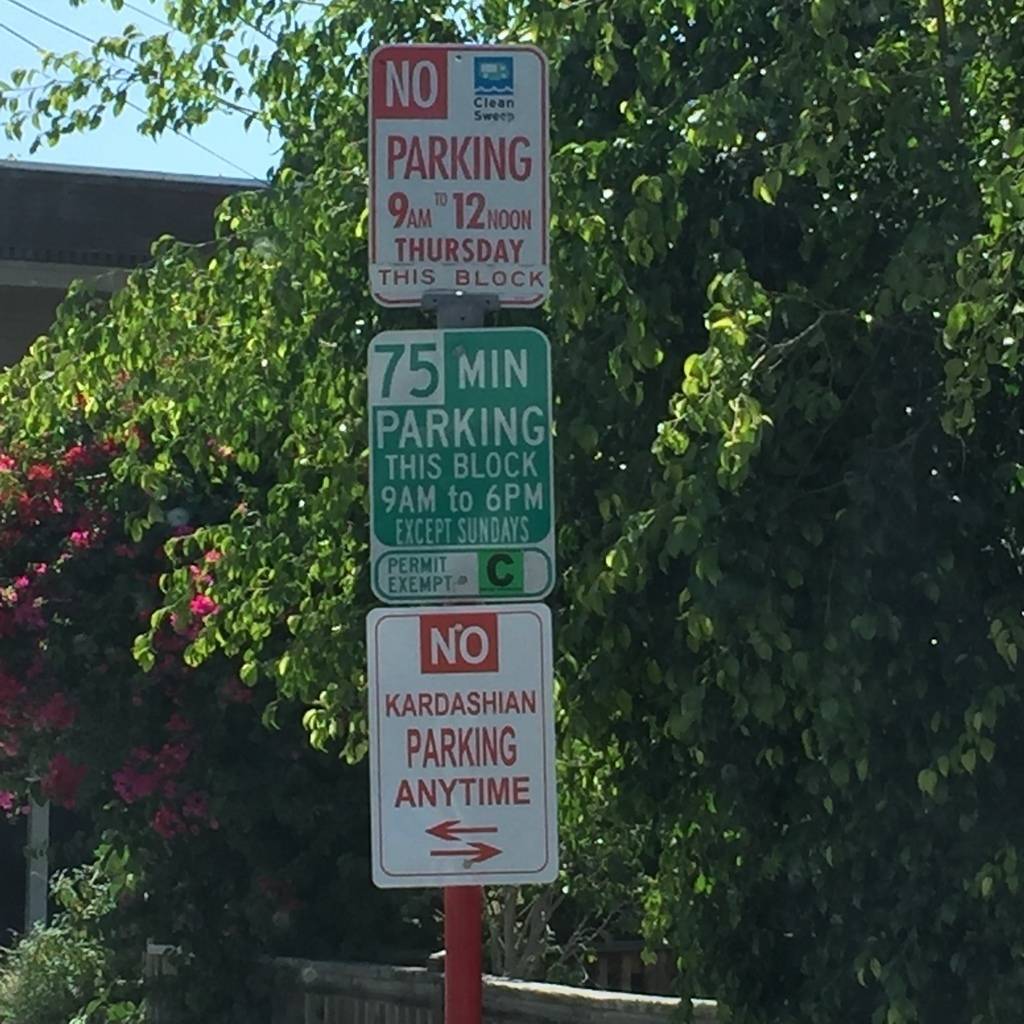 NO
Clean
Sweep
PARKING
9AM TO 12NOON
THURSDAY
THIS BLOCK
75 MIN
PARKING
THIS BLOCK
9AM to 6PM
EXCEPT SUNDAYS
PERMIT
EXEMPT C
NO
KARDASHIAN
PARKING
ANYTIME